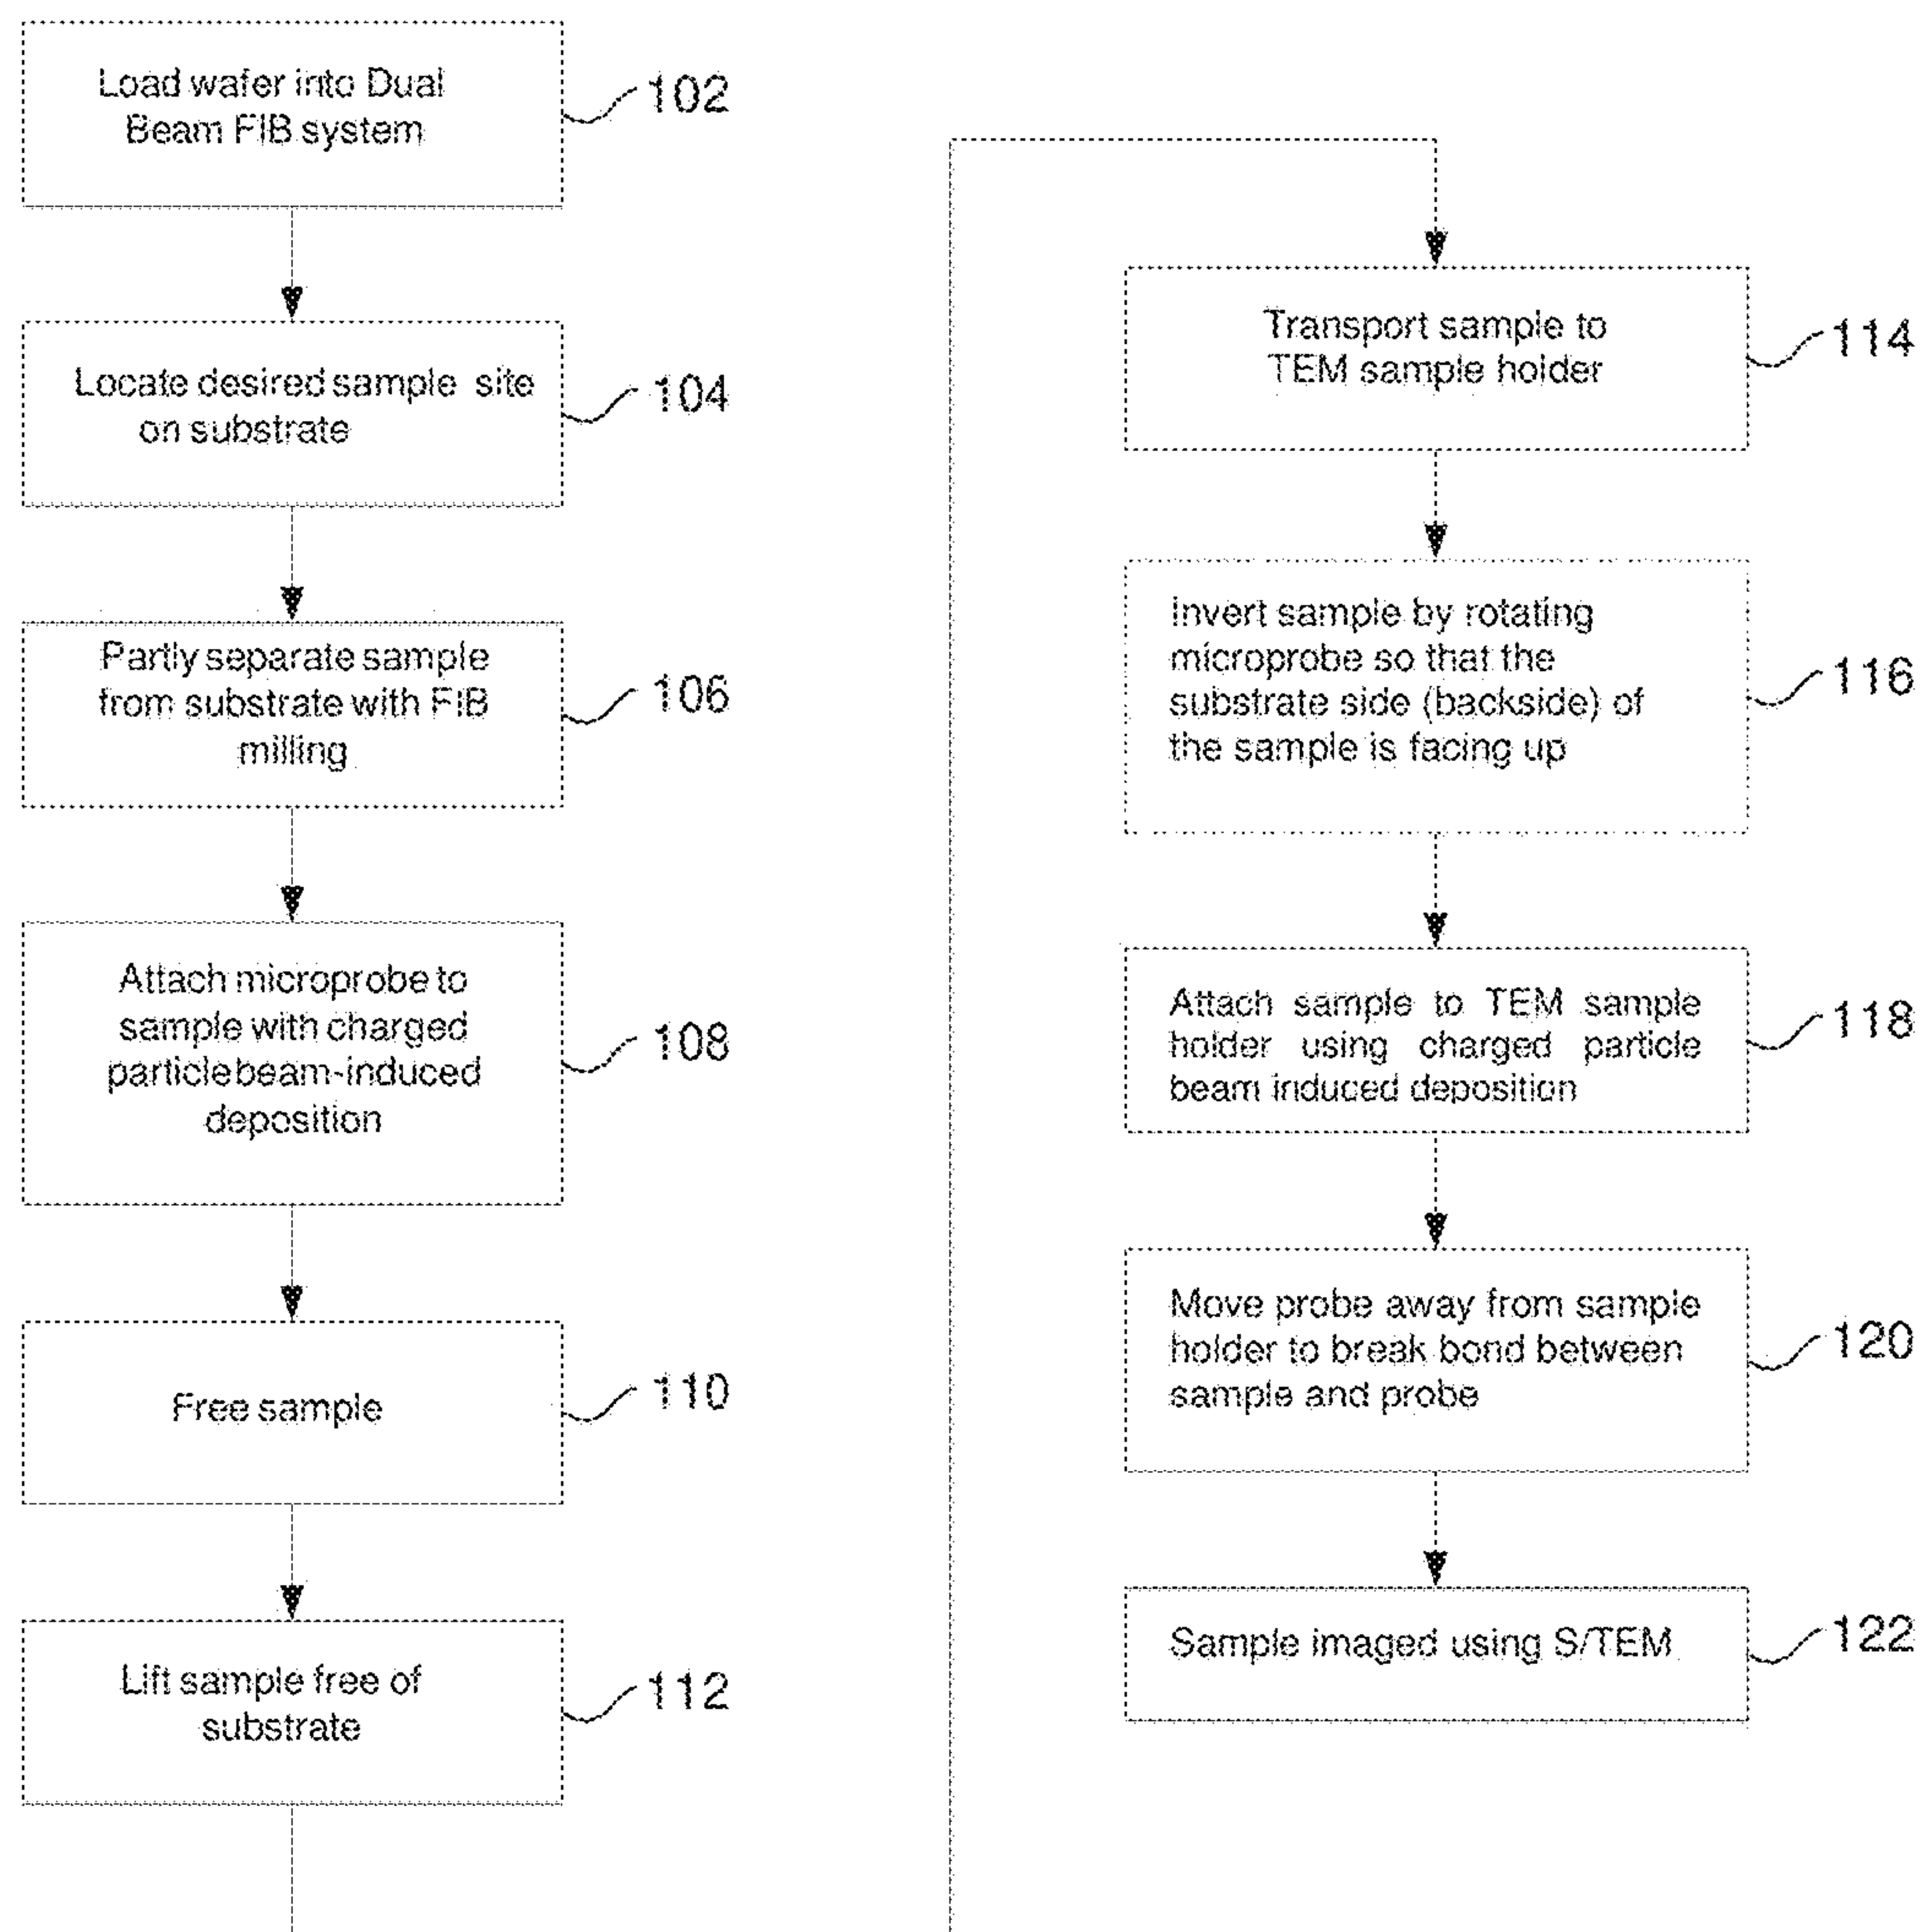 Load wafer into Dual
Beam FIB system
102
Locate desired sample site
on substrate
104
Partly separate sample
from substrate with FIB
milling
106
Attach microprobe to
sample with charged
particle beam-induced
deposition
108
Free sample
110
Lift sample free of
substrate
112
Transport sample to
TEM sample holder
114
Invert sample by rotating
microprobe so that the
substrate side (backside) of
the sample is facing up
116
Attach sample to TEM sample
holder using charged particle
beam induced deposition
118
Move probe away from sample
holder to break bond between
sample and probe
120
Sample imaged using S/TEM
122